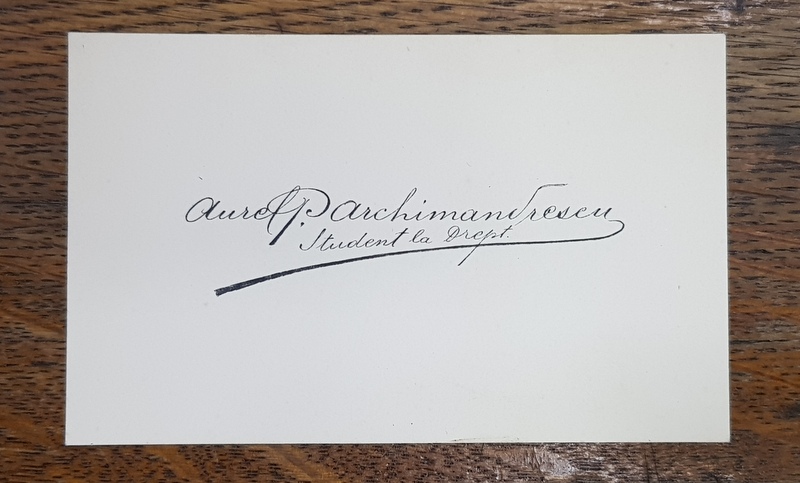 Aurel P. Archimandrescu
Student la Drept.